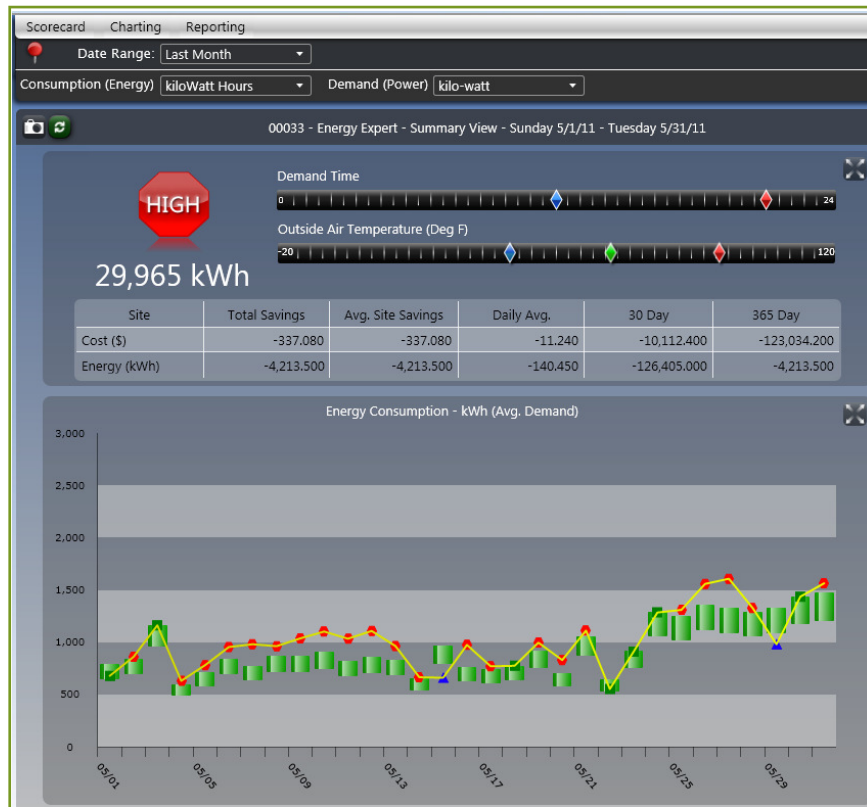 Scorecard Charting Reporting
Date Range: Last Month
Consumption (Energy) kiloWatt Hours Demand (Power) kilo-watt
00033 - Energy Expert - Summary View - Sunday 5/1/11 - Tuesday 5/31/11
HIGH
29,965 kWh
Demand Time
0 24
Outside Air Temperature (Deg F)
-20 120
Site Total Savings Avg. Site Savings Daily Avg. 30 Day 365 Day
Cost ($) -337.080 -337.080 -11.240 -10,112.400 -123,034.200
Energy (kWh) -4,213.500 -4,213.500 -140.450 -126,405.000 -4,213.500
Energy Consumption - kWh (Avg. Demand)
3,000
2,500
2,000
1,500
1,000
500
0
05/01 05/05 05/09 05/13 05/17 05/21 05/25 05/29